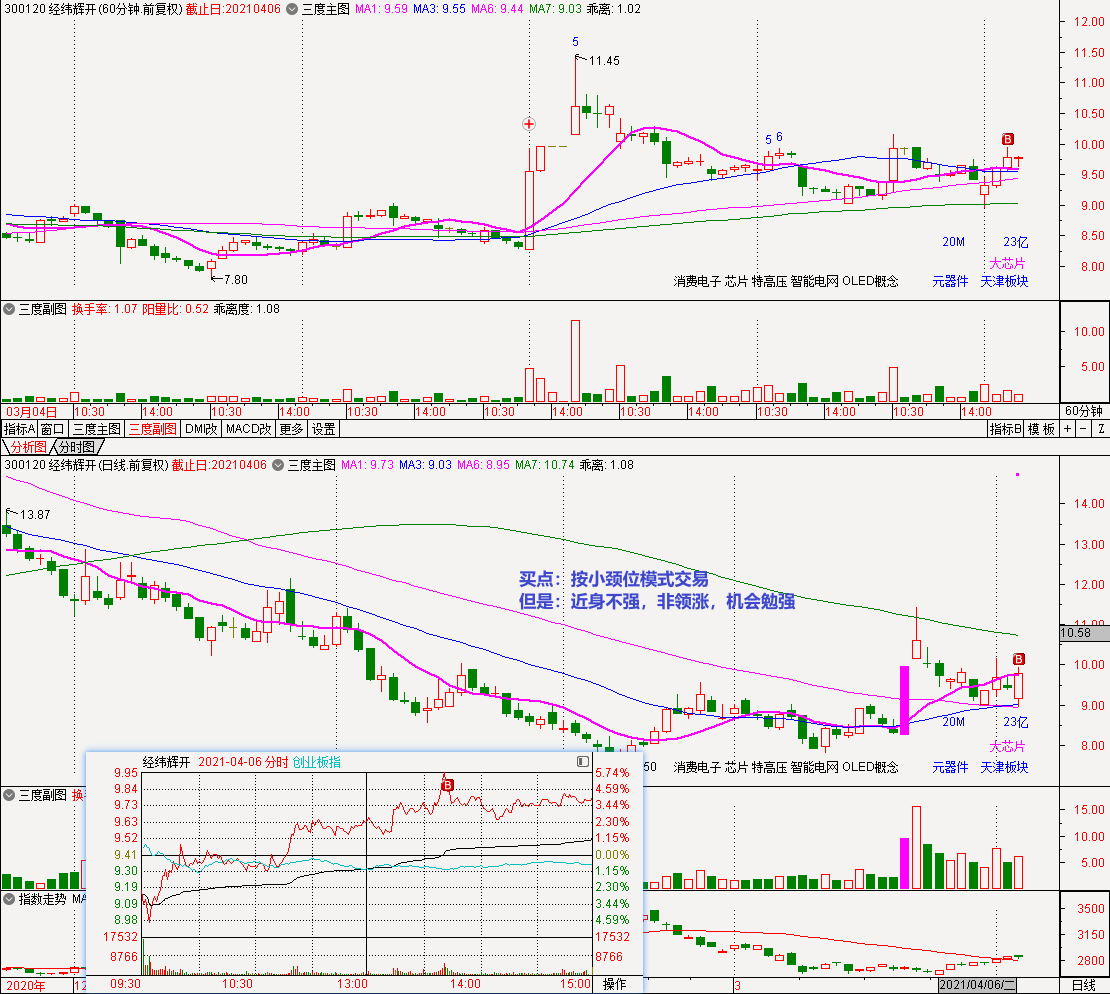 300120 经纬辉开(60分钟.前复权) 截止日:20210406 三度主图 MA1: 9.59 MA3: 9.55 MA6: 9.44 MA7: 9.03 乖离: 1.02
12.00
5
11.50
11.45
11.00
10.50
B
10.00
5 6
9.50
9.00
20M 23亿
8.50
大芯片
8.00
7.80
消费电子 芯片 特高压 智能电网 OLED概念 元器件 天津板块
三度副图 换手率: 1.07 阳量比: 0.52 乖离度: 1.08
10.00
5.00
03月04日 10:30 14:00 10:30 14:00 10:30 14:00 10:30 14:00 10:30 14:00 10:30 14:00 10:30 14:00 60分钟
指标A 窗口 三度主图 三度副图 DMI改 MACD改 更多 设置 指标B 模板 + - Z
分析图 分时图
300120 经纬辉开(日线.前复权) 截止日:20210406 三度主图 MA1: 9.73 MA3: 9.03 MA6: 8.95 MA7: 10.74 乖离: 1.08
14.00
13.87
13.00
买点：按小颈位模式交易
12.00
但是：近身不强，非领涨，机会勉强
11.00
10.58
B
10.00
9.00
20M 23亿
8.00
大芯片
50 消费电子 芯片 特高压 智能电网 OLED概念 元器件 天津板块
经纬辉开 2021-04-06 分时 创业板指
9.95 5.74%
9.84 B 4.59%
9.73 3.44%
9.63 2.30%
9.52 1.15%
9.41 0.00%
9.30 1.15%
9.19 2.30%
9.09 3.44%
8.98 4.59%
17532 17532
8766 8766
09:30 10:30 13:00 14:00 15:00 操作
三度副图 换
15.00
10.00
5.00
指数走势 MA
3500
3150
2800
2020年 12 3 2021/04/06/二 日线